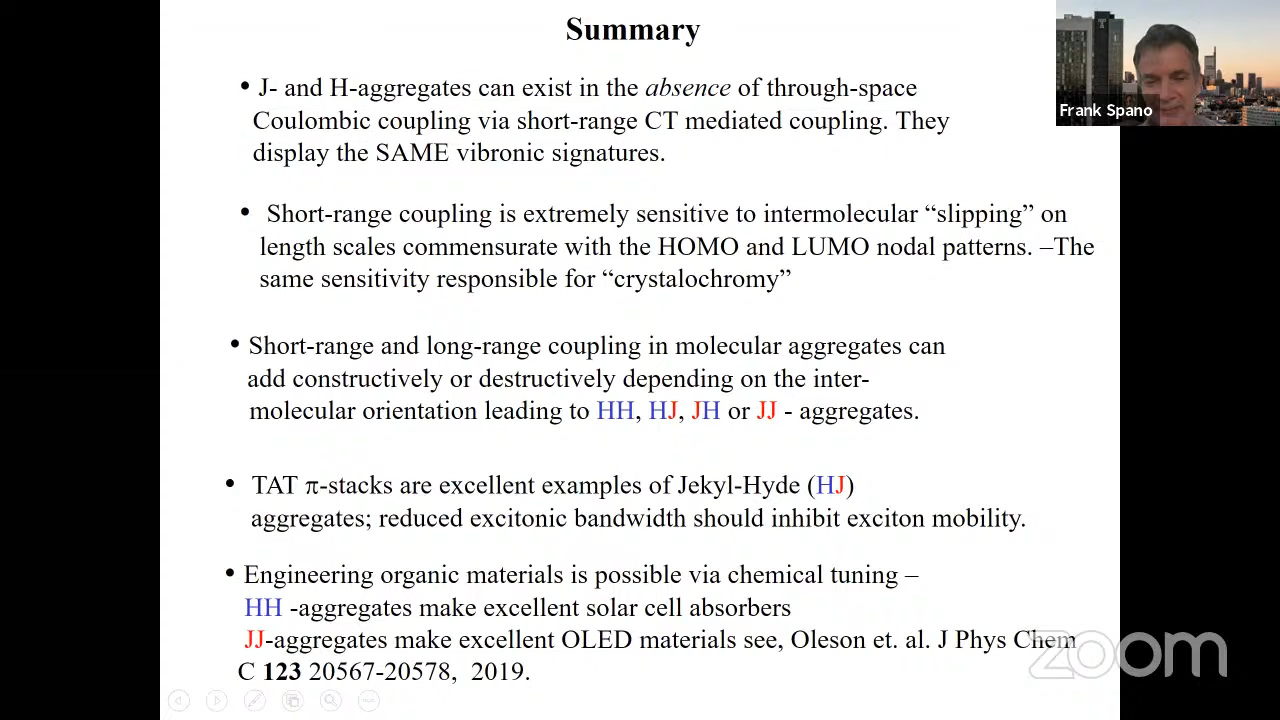 Summary
Frank Spano
• J- and H-aggregates can exist in the absence of through-space
Coulombic coupling via short-range CT mediated coupling. They
display the SAME vibronic signatures.
• Short-range coupling is extremely sensitive to intermolecular “slipping” on
length scales commensurate with the HOMO and LUMO nodal patterns. –The
same sensitivity responsible for “crystalochromy”
• Short-range and long-range coupling in molecular aggregates can
add constructively or destructively depending on the inter-
molecular orientation leading to HH, HJ, JH or JJ - aggregates.
• TAT π-stacks are excellent examples of Jekyl-Hyde (HJ)
aggregates; reduced excitonic bandwidth should inhibit exciton mobility.
• Engineering organic materials is possible via chemical tuning –
HH -aggregates make excellent solar cell absorbers
JJ-aggregates make excellent OLED materials see, Oleson et. al. J Phys Chem
C 123 20567-20578, 2019.
zoom